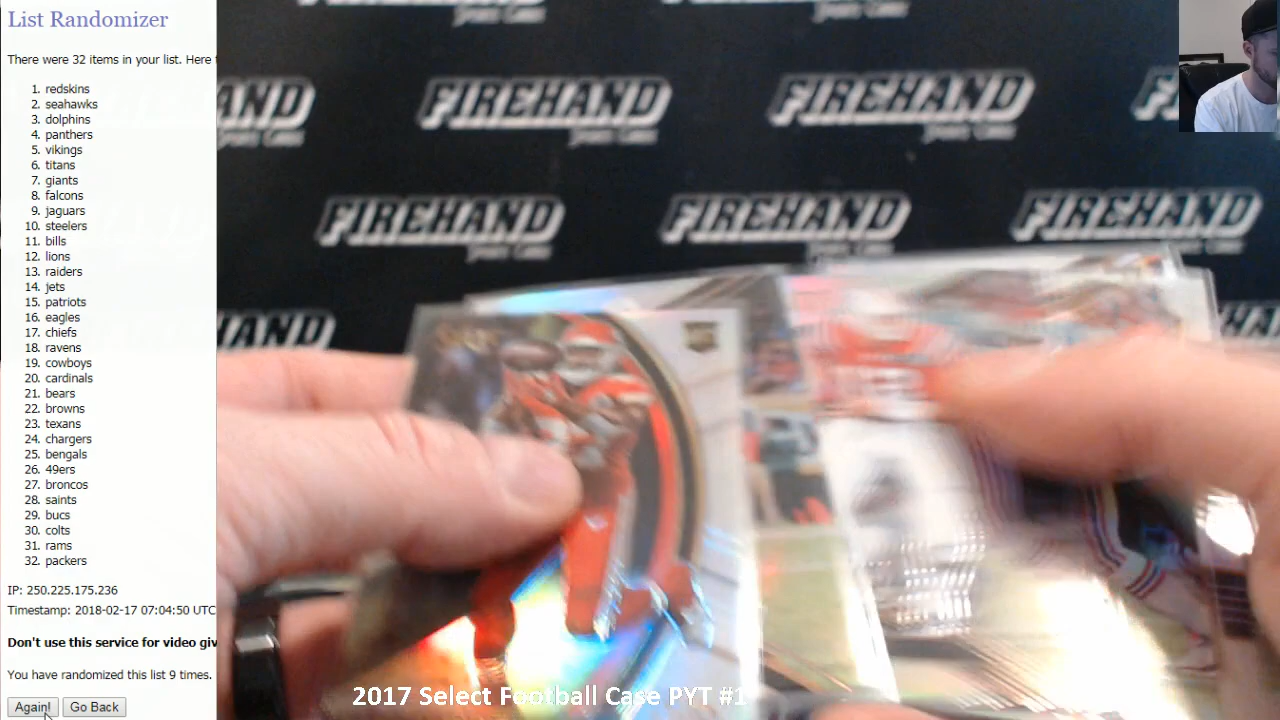 List Randomizer
There were 32 items in your list. Here
1. redskins
2. seahawks
3. dolphins
4. panthers
5. vikings
6. titans
7. giants
8. falcons
9. jaguars
10. steelers
11. bills
12. lions
13. raiders
14. jets
15. patriots
16. eagles
17. chiefs
18. ravens
19. cowboys
20. cardinals
21. bears
22. browns
23. texans
24. chargers
25. bengals
26. 49ers
27. broncos
28. saints
29. bucs
30. colts
31. rams
32. packers
IP: 250.225.175.236
Timestamp: 2018-02-17 07:04:50 UTC
Don't use this service for video giv
You have randomized this list 9 times.
Again! Go Back
FIREHAND FIREHAND
FIREHAND FIREHAND FIREHAND
2017 Select Football Case PYT #1